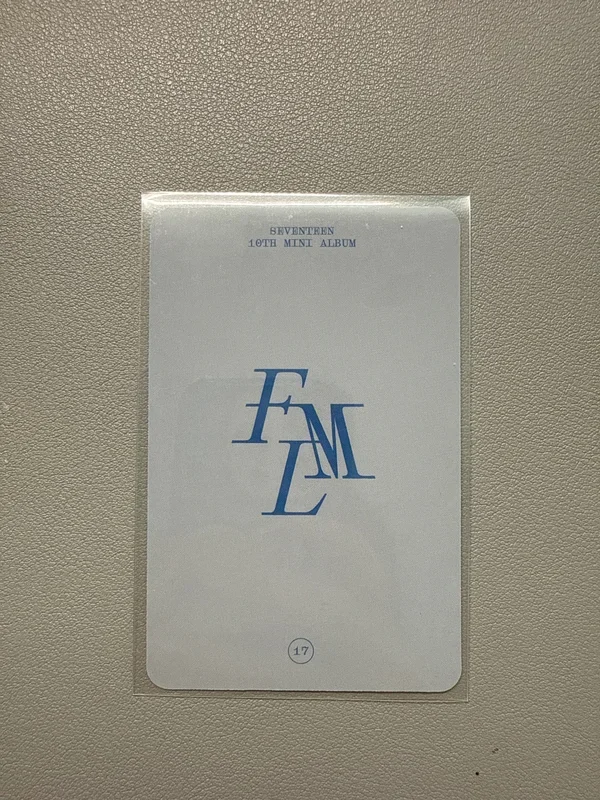 SEVENTEEN
10TH MINI ALBUM
FML
17